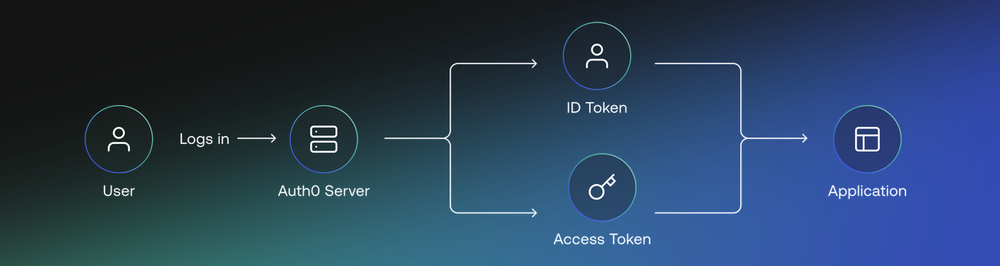 User
Logs in
Auth0 Server
ID Token
Access Token
Application